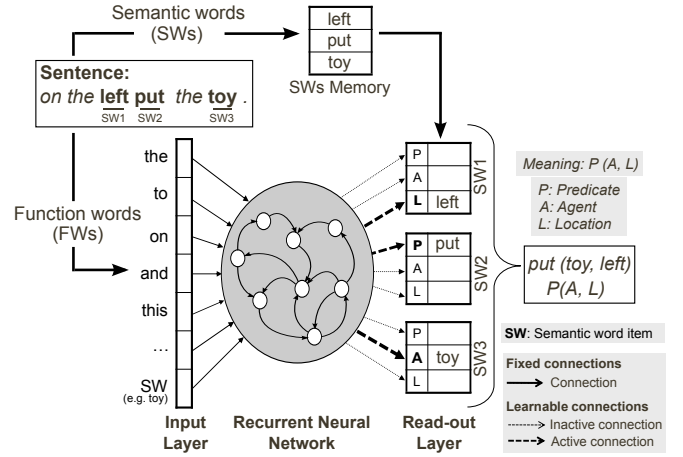 Semantic words
(SWs)
left
put
toy
SWs Memory
Sentence:
on the left put the toy .
SW1 SW2 SW3
Function words
(FWs)
the
to
on
and
this
...
SW
(e.g. toy)
Input
Layer
Recurrent Neural
Network
P
A
L left
SW1
P put
A
L
SW2
P
A toy
L
SW3
Read-out
Layer
Meaning: P (A, L)
P: Predicate
A: Agent
L: Location
put (toy, left)
P(A, L)
SW: Semantic word item
Fixed connections
Connection
Learnable connections
Inactive connection
Active connection